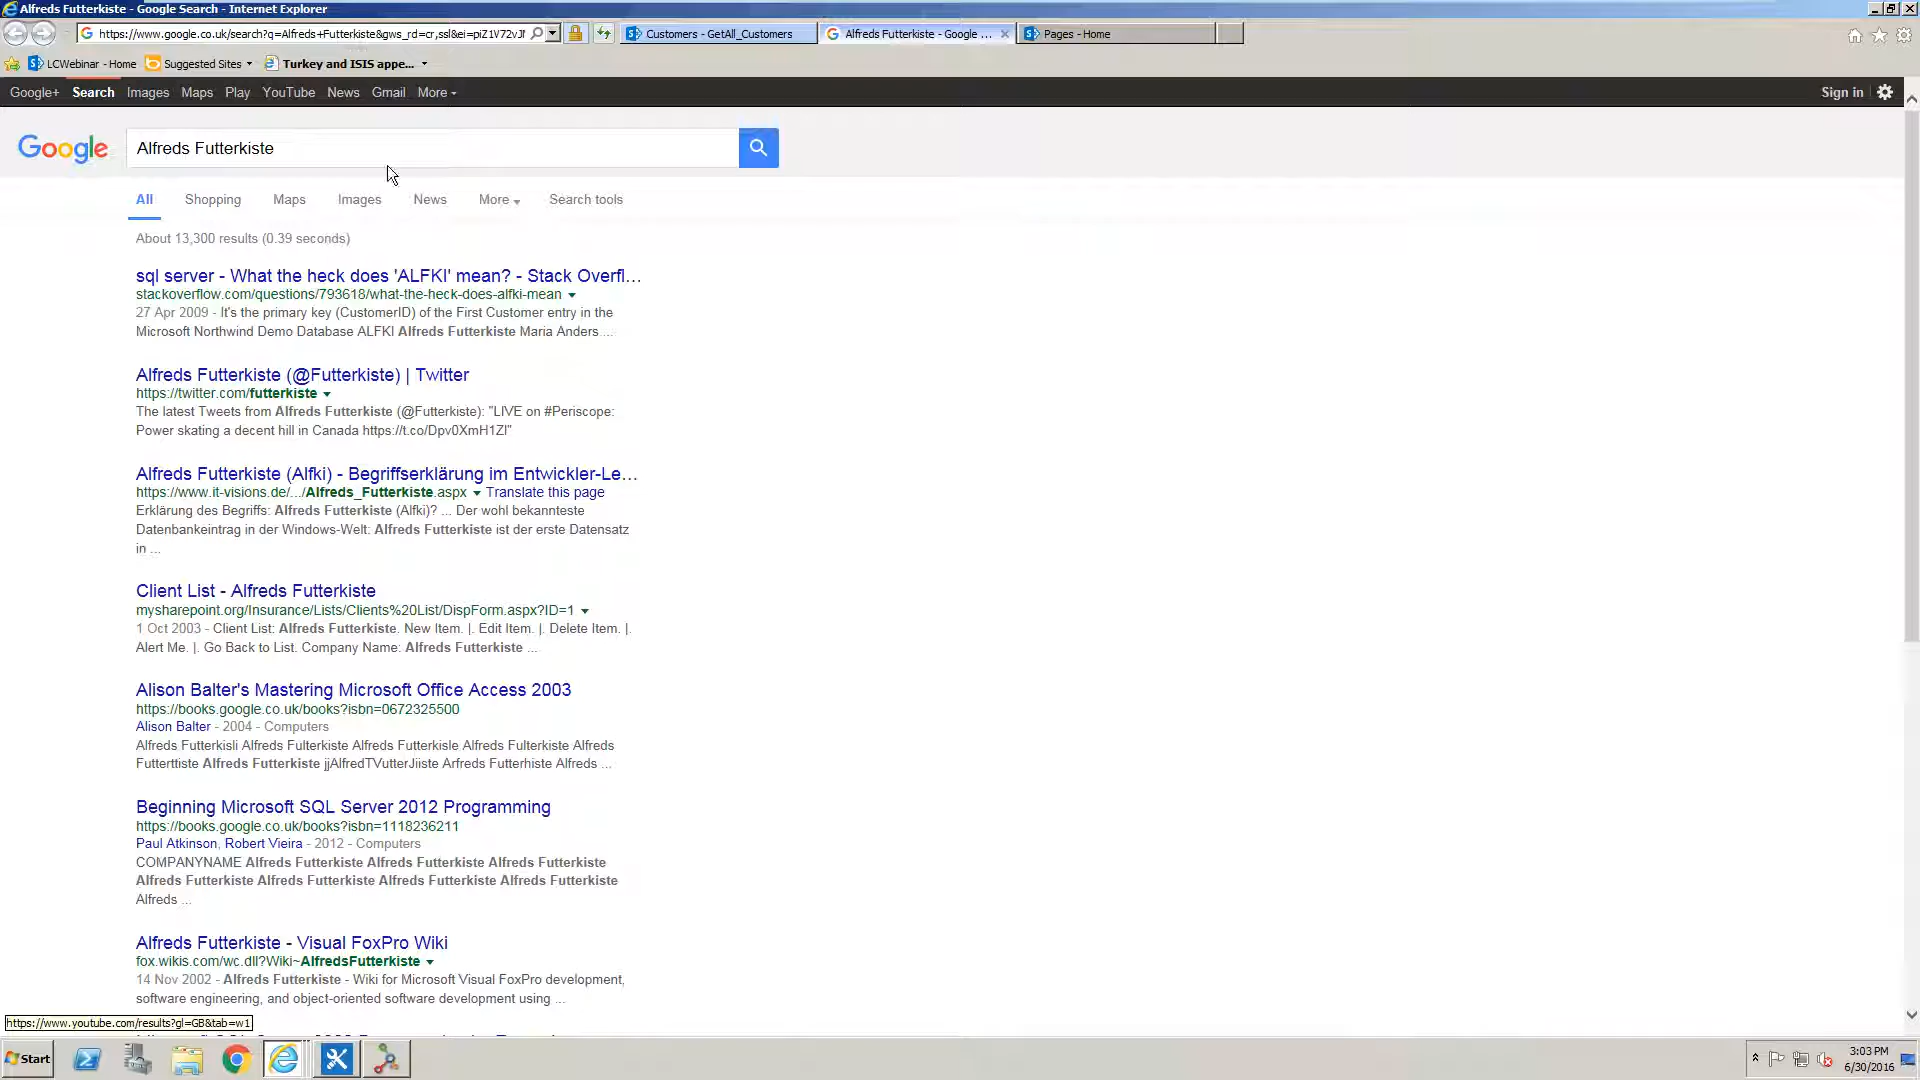 Alfreds Futterkiste - Google Search - Internet Explorer
https://www.google.co.uk/search?q=Alfreds+Futterkiste&gws_rd=cr,ssl&ei=piZ1V72vJI
Customers - GetAll_Customers
Alfreds Futterkiste - Google ...
Pages - Home
LCWebinar - Home
Suggested Sites
Turkey and ISIS appe...
Google+ Search Images Maps Play YouTube News Gmail More
Sign in
Google
Alfreds Futterkiste
All Shopping Maps Images News More Search tools
About 13,300 results (0.39 seconds)
sql server - What the heck does 'ALFKI' mean? - Stack Overfl...
stackoverflow.com/questions/793618/what-the-heck-does-alfki-mean
27 Apr 2009 - It's the primary key (CustomerID) of the First Customer entry in the
Microsoft Northwind Demo Database ALFKI Alfreds Futterkiste Maria Anders ...
Alfreds Futterkiste (@Futterkiste) | Twitter
https://twitter.com/futterkiste
The latest Tweets from Alfreds Futterkiste (@Futterkiste): "LIVE on #Periscope:
Power skating a decent hill in Canada https://t.co/Dpv0XmH1ZI"
Alfreds Futterkiste (Alfki) - Begriffserklärung im Entwickler-Le...
https://www.it-visions.de/.../Alfreds_Futterkiste.aspx Translate this page
Erklärung des Begriffs: Alfreds Futterkiste (Alfki)? ... Der wohl bekannteste
Datenbankeintrag in der Windows-Welt: Alfreds Futterkiste ist der erste Datensatz
in ...
Client List - Alfreds Futterkiste
mysharepoint.org/Insurance/Lists/Clients%20List/DispForm.aspx?ID=1
1 Oct 2003 - Client List: Alfreds Futterkiste. New Item. |. Edit Item. |. Delete Item. |.
Alert Me. |. Go Back to List. Company Name: Alfreds Futterkiste ...
Alison Balter's Mastering Microsoft Office Access 2003
https://books.google.co.uk/books?isbn=0672325500
Alison Balter - 2004 - Computers
Alfreds Futterkisli Alfreds Fulterkiste Alfreds Futterkisle Alfreds Fulterkiste Alfreds
Futterttiste Alfreds Futterkiste jjAlfredTVutterJiiste Arfreds Futterhiste Alfreds ...
Beginning Microsoft SQL Server 2012 Programming
https://books.google.co.uk/books?isbn=1118236211
Paul Atkinson, Robert Vieira - 2012 - Computers
COMPANYNAME Alfreds Futterkiste Alfreds Futterkiste Alfreds Futterkiste
Alfreds Futterkiste Alfreds Futterkiste Alfreds Futterkiste Alfreds Futterkiste
Alfreds ...
Alfreds Futterkiste - Visual FoxPro Wiki
fox.wikis.com/wc.dll?Wiki~AlfredsFutterkiste
14 Nov 2002 - Alfreds Futterkiste - Wiki for Microsoft Visual FoxPro development,
software engineering, and object-oriented software development using ...
https://www.youtube.com/results?gl=GB&tab=w1
Start
3:03 PM
6/30/2016